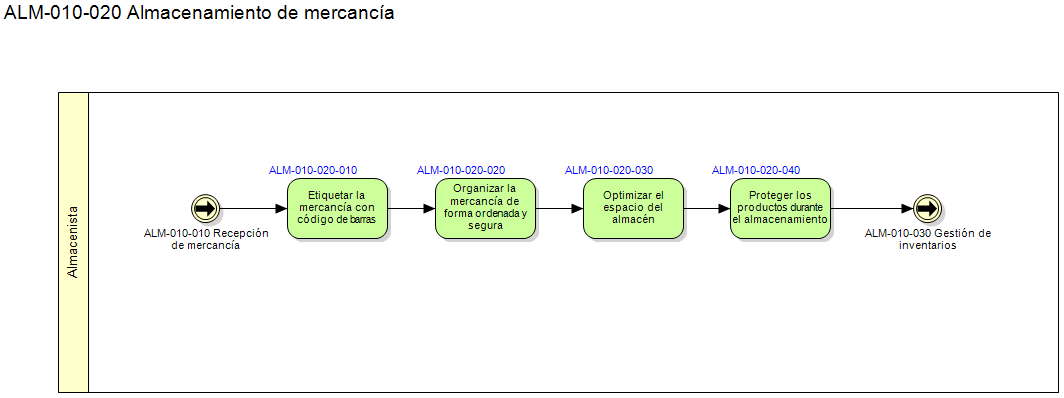 ALM-010-020 Almacenamiento de mercancía
Almacenista
ALM-010-010 Recepción
de mercancía
ALM-010-020-010
Etiquetar la
mercancía con
código de barras
ALM-010-020-020
Organizar la
mercancía de
forma ordenada y
segura
ALM-010-020-030
Optimizar el
espacio del
almacén
ALM-010-020-040
Proteger los
productos durante
el almacenamiento
ALM-010-030 Gestión de
inventarios